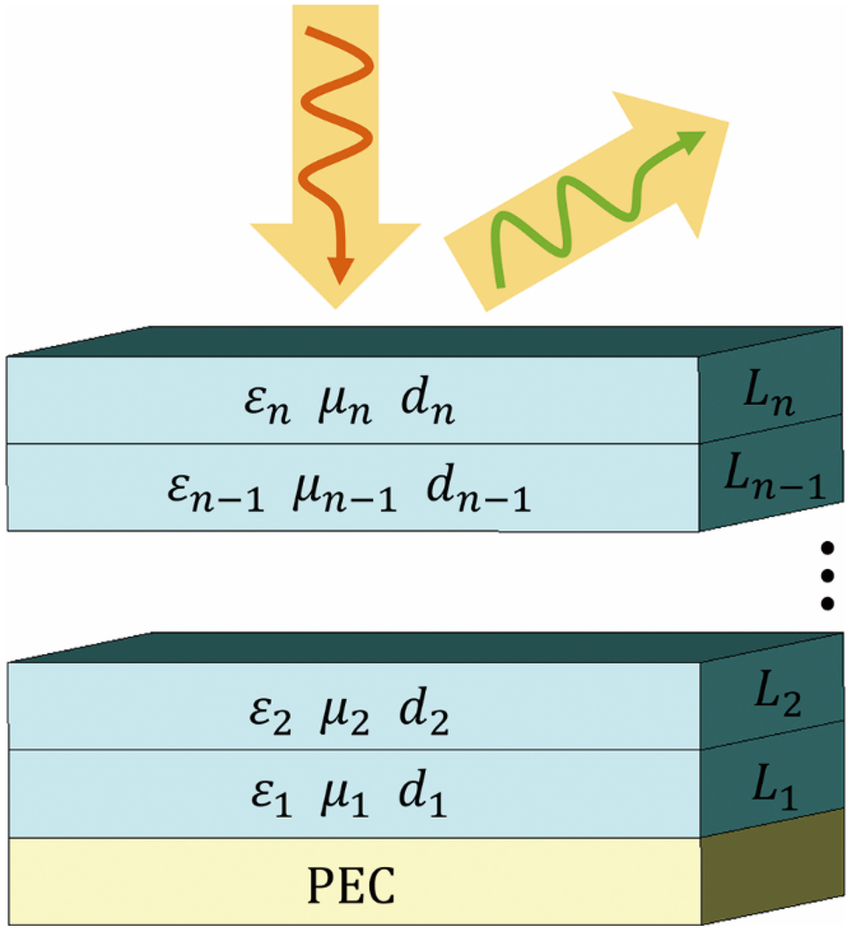 εₙ μₙ dₙ Lₙ
εₙ₋₁ μₙ₋₁ dₙ₋₁ Lₙ₋₁
ε₂ μ₂ d₂ L₂
ε₁ μ₁ d₁ L₁
PEC